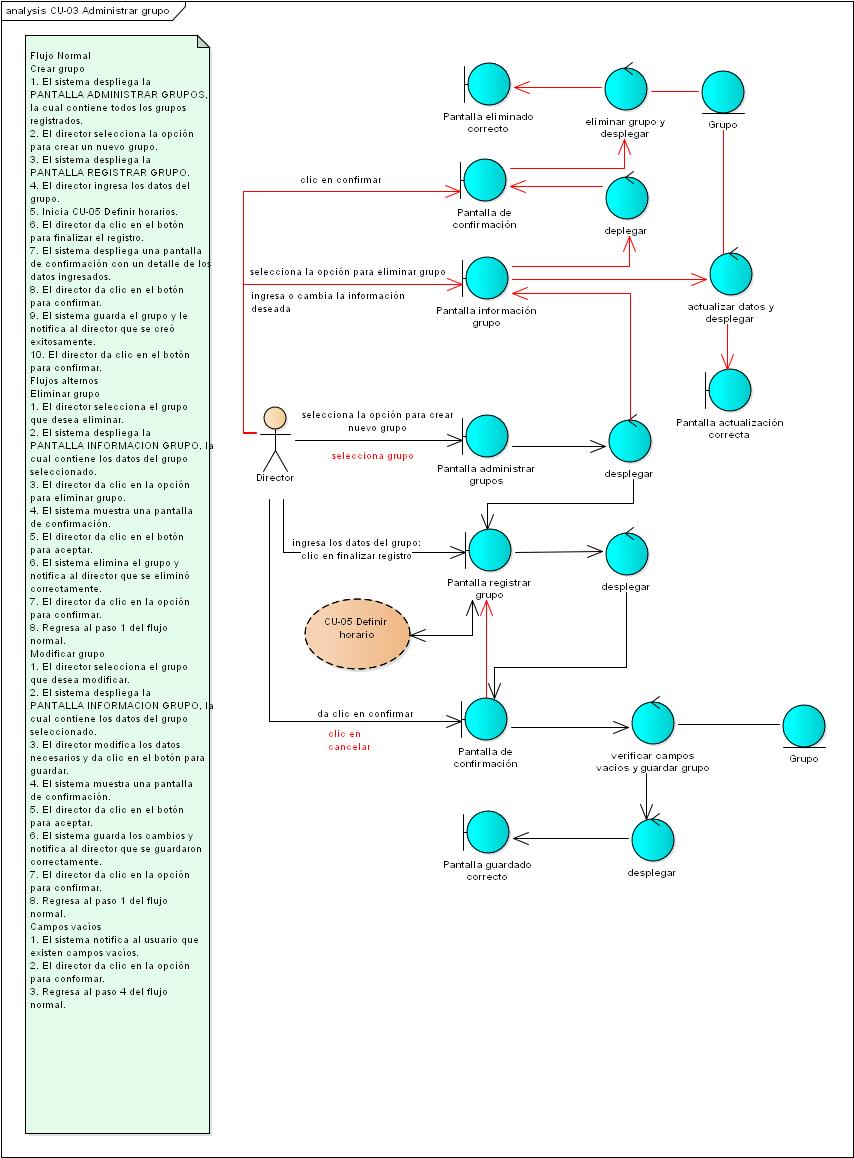 analysis CU-03 Administrar grupo
Flujo Normal
Crear grupo
1. El sistema despliega la
PANTALLA ADMINISTRAR GRUPOS,
la cual contiene todos los grupos
registrados.
2. El director selecciona la opción
para crear un nuevo grupo.
3. El sistema despliega la
PANTALLA REGISTRAR GRUPO.
4. El director ingresa los datos del
grupo.
5. Inicia CU-05 Definir horarios.
6. El director da clic en el botón
para finalizar el registro.
7. El sistema despliega una pantalla
de confirmación con un detalle de los
datos ingresados.
8. El director da clic en el botón
para confirmar.
9. El sistema guarda el grupo y le
notifica al director que se creó
exitosamente.
10. El director da clic en el botón
para confirmar.
Flujos alternos
Eliminar grupo
1. El director selecciona el grupo
que desea eliminar.
2. El sistema despliega la
PANTALLA INFORMACION GRUPO, la
cual contiene los datos del grupo
seleccionado.
3. El director da clic en la opción
para eliminar grupo.
4. El sistema muestra una pantalla
de confirmación.
5. El director da clic en el botón
para aceptar.
6. El sistema elimina el grupo y
notifica al director que se eliminó
correctamente.
7. El director da clic en la opción
para confirmar.
8. Regresa al paso 1 del flujo
normal.
Modificar grupo
1. El director selecciona el grupo
que desea modificar.
2. El sistema despliega la
PANTALLA INFORMACION GRUPO, la
cual contiene los datos del grupo
seleccionado.
3. El director modifica los datos
necesarios y da clic en el botón para
guardar.
4. El sistema muestra una pantalla
de confirmación.
5. El director da clic en el botón
para aceptar.
6. El sistema guarda los cambios y
notifica al director que se guardaron
correctamente.
7. El director da clic en la opción
para confirmar.
8. Regresa al paso 1 del flujo
normal.
Campos vacíos
1. El sistema notifica al usuario que
existen campos vacíos.
2. El director da clic en la opción
para conformar.
3. Regresa al paso 4 del flujo
normal.
Pantalla eliminado
correcto
eliminar grupo y
desplegar
Grupo
clic en confirmar
Pantalla de
confirmación
deplegar
selecciona la opción para eliminar grupo
ingresa o cambia la información
deseada
Pantalla información
grupo
actualizar datos y
desplegar
Pantalla actualización
correcta
Director
selecciona la opción para crear
nuevo grupo
selecciona grupo
Pantalla administrar
grupos
desplegar
ingresa los datos del grupo:
clic en finalizar registro
Pantalla registrar
grupo
desplegar
CU-05 Definir
horario
da clic en confirmar
clic en
cancelar
Pantalla de
confirmación
verificar campos
vacios y guardar grupo
Grupo
Pantalla guardado
correcto
desplegar